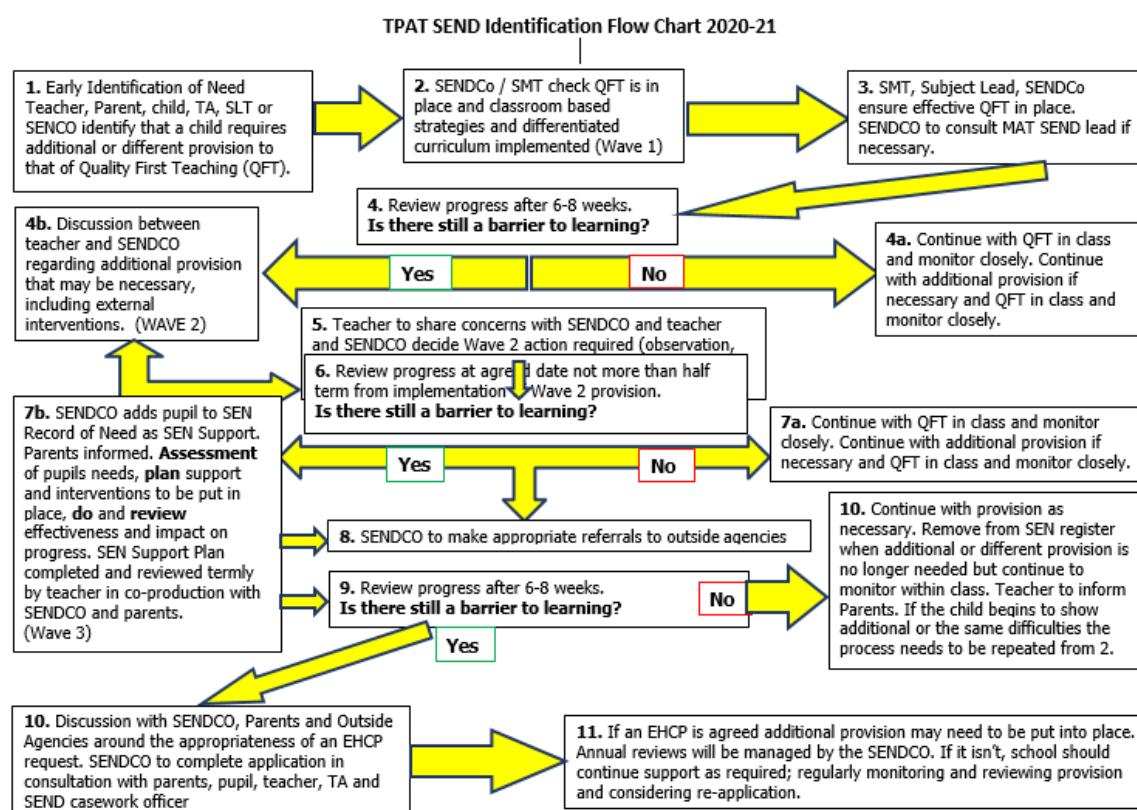 TPAT SEND Identification Flow Chart 2020-21
1. Early Identification of Need
Teacher, Parent, child, TA, SLT or
SENCO identify that a child requires
additional or different provision to
that of Quality First Teaching (QFT).
2. SENDCo / SMT check QFT is in
place and classroom based
strategies and differentiated
curriculum implemented (Wave 1)
3. SMT, Subject Lead, SENDCo
ensure effective QFT in place.
SENDCO to consult MAT SEND lead if
necessary.
4. Review progress after 6-8 weeks.
Is there still a barrier to learning?
4b. Discussion between
teacher and SENDCO
regarding additional provision
that may be necessary,
including external
interventions. (WAVE 2)
Yes
No
4a. Continue with QFT in class
and monitor closely. Continue
with additional provision if
necessary and QFT in class and
monitor closely.
5. Teacher to share concerns with SENDCO and teacher
and SENDCO decide Wave 2 action required (observation,
6. Review progress at agreed date not more than half
term from implementation Wave 2 provision.
Is there still a barrier to learning?
7b. SENDCO adds pupil to SEN
Record of Need as SEN Support.
Parents informed. Assessment
of pupils needs, plan support
and interventions to be put in
place, do and review
effectiveness and impact on
progress. SEN Support Plan
completed and reviewed termly
by teacher in co-production with
SENDCO and parents.
(Wave 3)
Yes
No
7a. Continue with QFT in class and monitor
closely. Continue with additional provision if
necessary and QFT in class and monitor closely.
8. SENDCO to make appropriate referrals to outside agencies
9. Review progress after 6-8 weeks.
Is there still a barrier to learning?
No
Yes
10. Continue with provision as
necessary. Remove from SEN register
when additional or different provision is
no longer needed but continue to
monitor within class. Teacher to inform
Parents. If the child begins to show
additional or the same difficulties the
process needs to be repeated from 2.
10. Discussion with SENDCO, Parents and Outside
Agencies around the appropriateness of an EHCP
request. SENDCO to complete application in
consultation with parents, pupil, teacher, TA and
SEND casework officer
11. If an EHCP is agreed additional provision may need to be put into place.
Annual reviews will be managed by the SENDCO. If it isn't, school should
continue support as required; regularly monitoring and reviewing provision
and considering re-application.